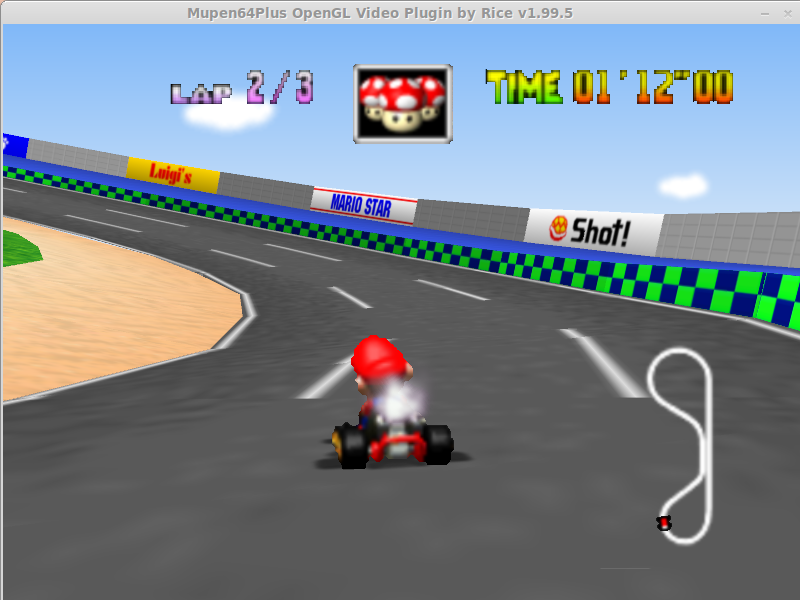 Mupen64Plus OpenGL Video Plugin by Rice v1.99.5
LAP 2/3
TIME 01'12"00
Luigi's
MARIO STAR
Shot!